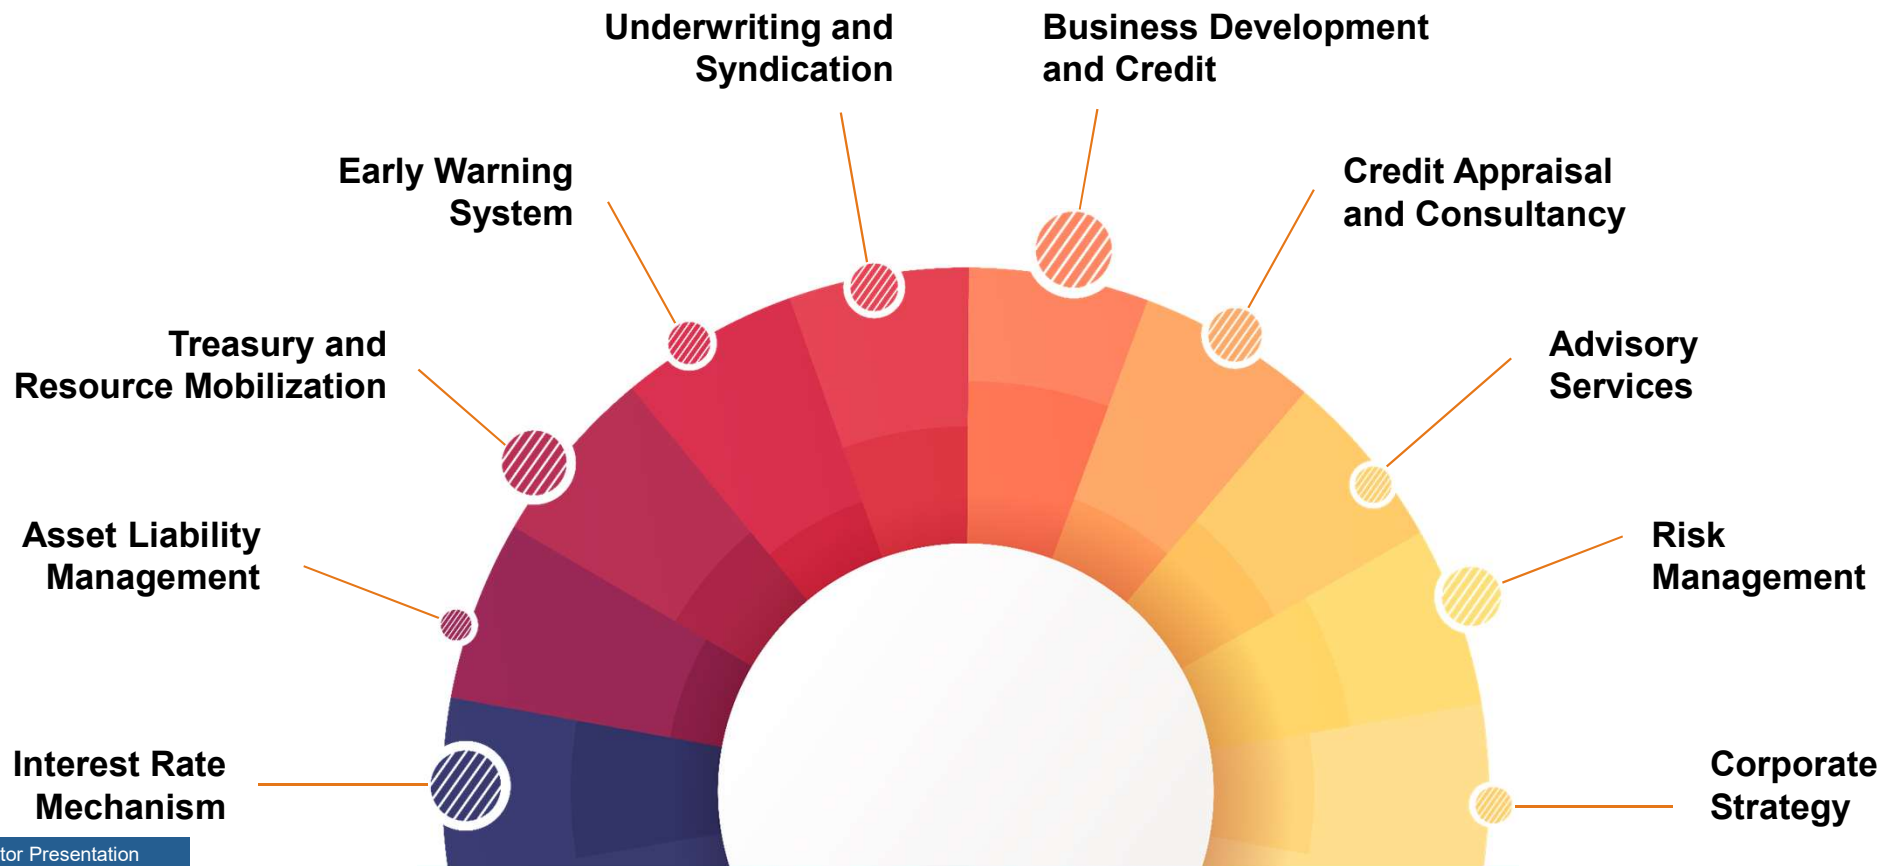 Underwriting and
Syndication
Business Development
and Credit
Early Warning
System
Credit Appraisal
and Consultancy
Treasury and
Resource Mobilization
Advisory
Services
Asset Liability
Management
Risk
Management
Interest Rate
Mechanism
Corporate
Strategy
tor Presentation